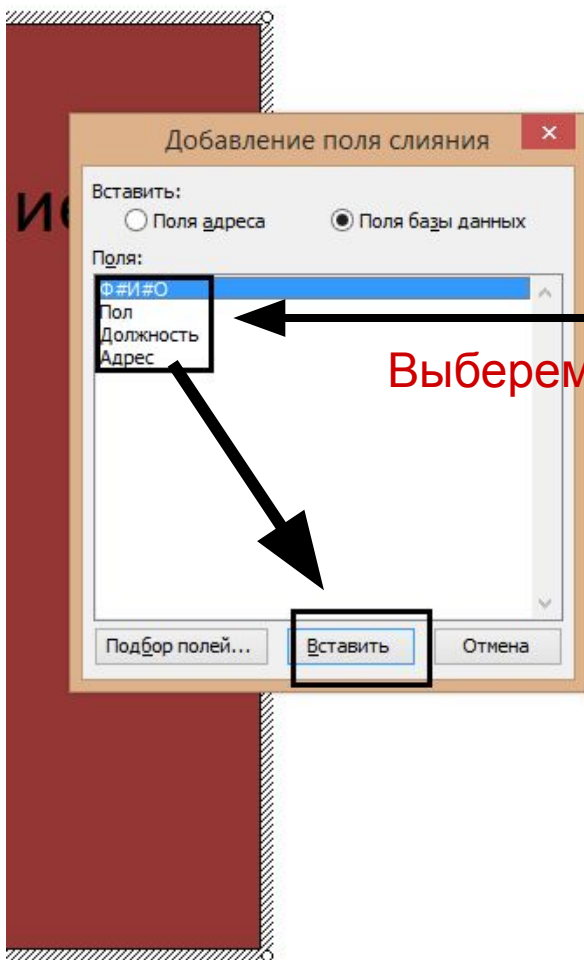 Добавление поля слияния
Вставить:
Поля адреса
Поля базы данных
Поля:
Ф#И#О
Пол
Должность
Адрес
Выберем
Подбор полей...
Вставить
Отмена